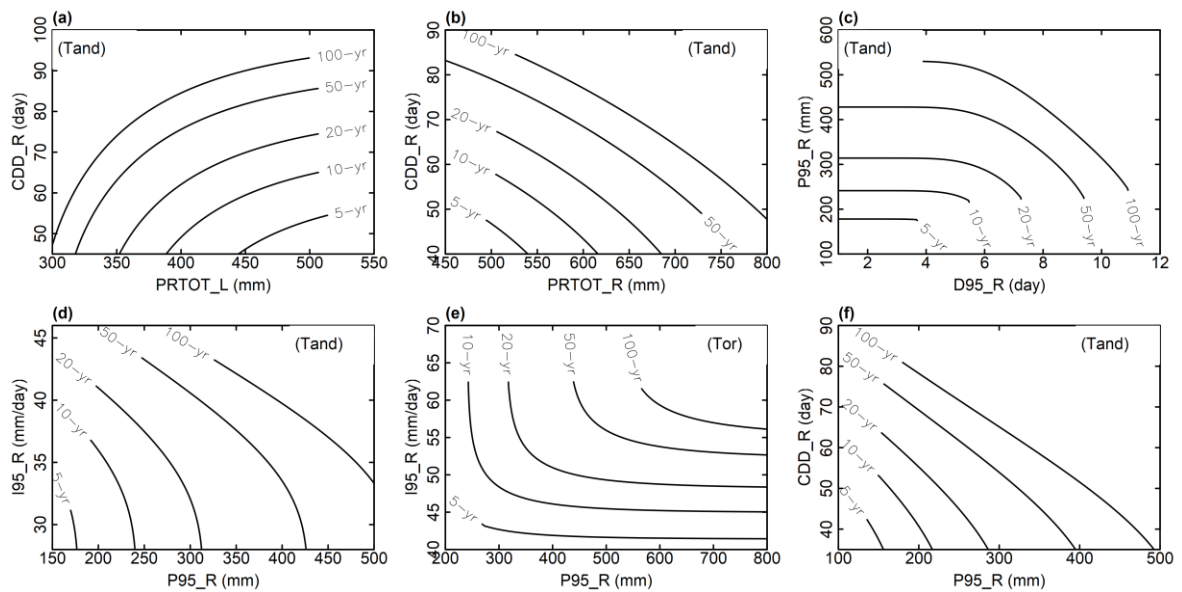 (a)
(Tand)
100-yr
50-yr
20-yr
10-yr
5-yr
CDD_R (day)
50 60 70 80 90 100
300 350 400 450 500 550
PRTOT_L (mm)
(b)
(Tand)
100-yr
20-yr
10-yr
5-yr
50-yr
CDD_R (day)
40 50 60 70 80 90
450 500 550 600 650 700 750 800
PRTOT_R (mm)
(c)
(Tand)
5-yr
10-yr
20-yr
50-yr
100-yr
P95_R (mm)
100 200 300 400 500 600
2 4 6 8 10 12
D95_R (day)
(d)
(Tand)
50-yr
100-yr
20-yr
10-yr
5-yr
I95_R (mm/day)
30 35 40 45
150 200 250 300 350 400 450 500
P95_R (mm)
(e)
(Tor)
10-yr
20-yr
50-yr
100-yr
5-yr
I95_R (mm/day)
40 45 50 55 60 65 70
200 300 400 500 600 700 800
P95_R (mm)
(f)
(Tand)
100-yr
50-yr
20-yr
10-yr
5-yr
CDD_R (day)
40 50 60 70 80 90
100 200 300 400 500
P95_R (mm)